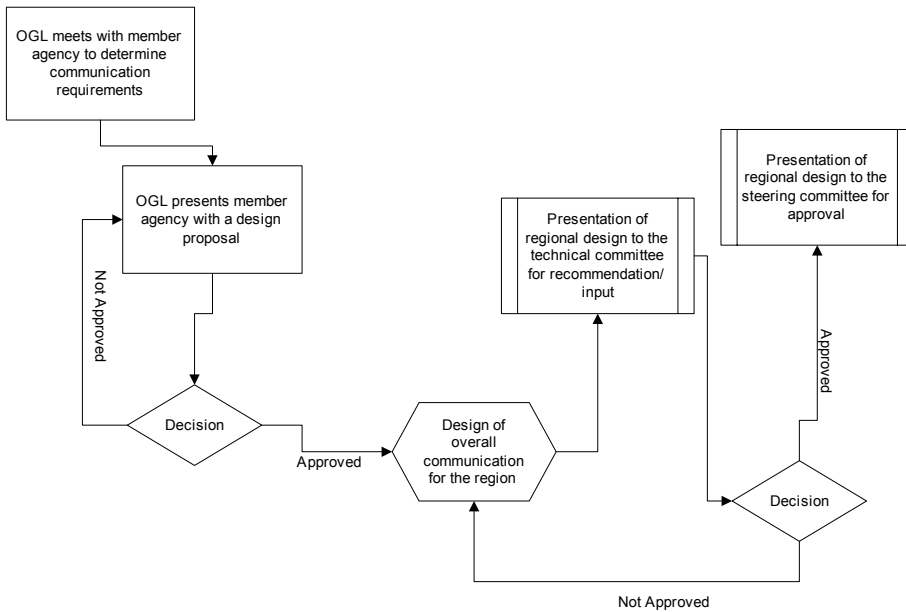 OGL meets with member
agency to determine
communication
requirements
OGL presents member
agency with a design
proposal
Not Approved
Decision
Approved
Design of
overall
communication
for the region
Presentation of
regional design to the
technical committee
for recommendation/
input
Presentation of
regional design to the
steering committee for
approval
Approved
Decision
Not Approved